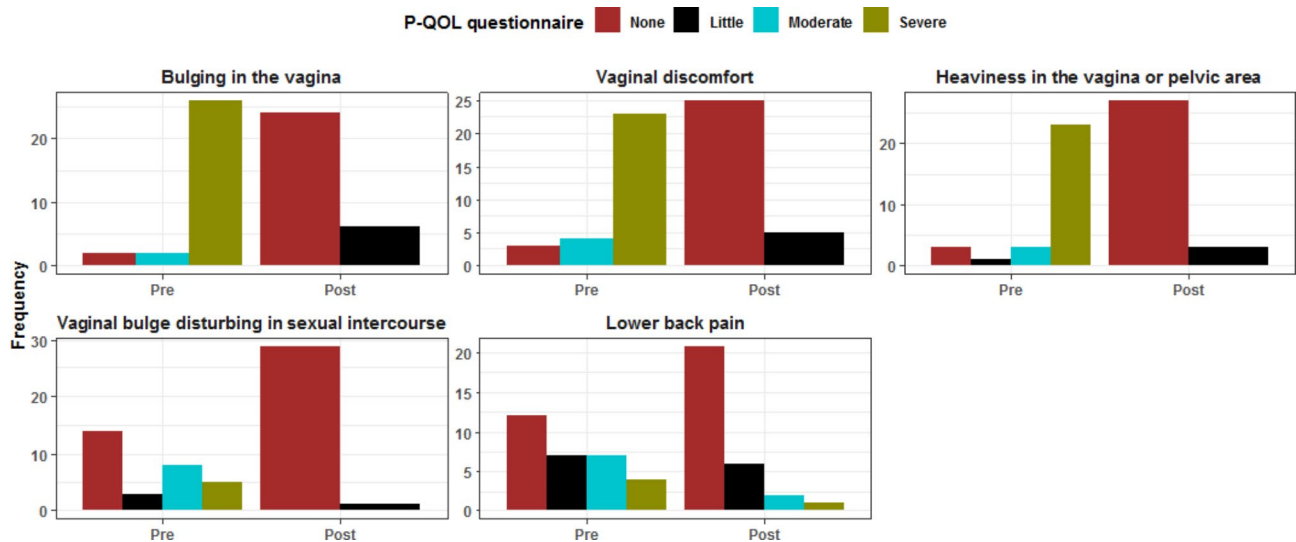 P-QOL questionnaire None Little Moderate Severe
Bulging in the vagina
20
10
0
Pre Post
Vaginal discomfort
25
20
15
10
5
0
Pre Post
Heaviness in the vagina or pelvic area
20
10
0
Pre Post
Frequency
Vaginal bulge disturbing in sexual intercourse
30
20
10
0
Pre Post
Lower back pain
20
15
10
5
0
Pre Post